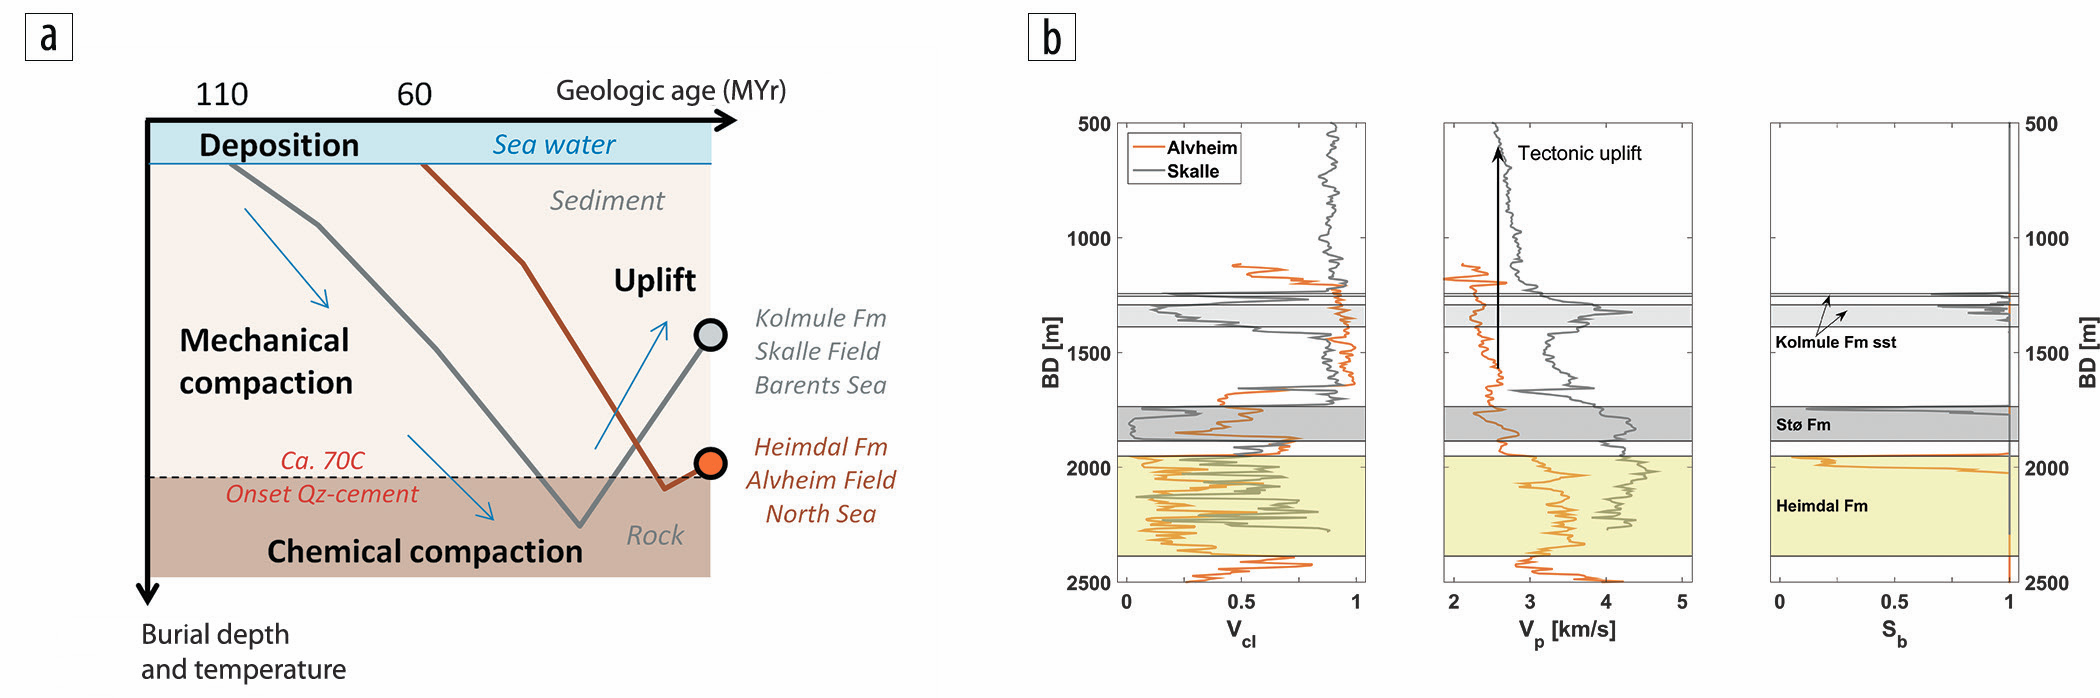 a
110
60
Geologic age (MYr)
Deposition
Sea water
Sediment
Uplift
Mechanical
compaction
Kolmule Fm
Skalle Field
Barents Sea
Heimdal Fm
Alvheim Field
North Sea
Ca. 70C
Onset Qz-cement
Rock
Chemical compaction
Burial depth
and temperature
b
500
1000
1500
2000
2500
BD [m]
Alvheim
Skalle
0
0.5
1
Vcl
Tectonic uplift
2
3
4
5
Vp [km/s]
Kolmule Fm sst
Stø Fm
Heimdal Fm
0
0.5
1
Sb
500
1000
1500
2000
2500
BD [m]